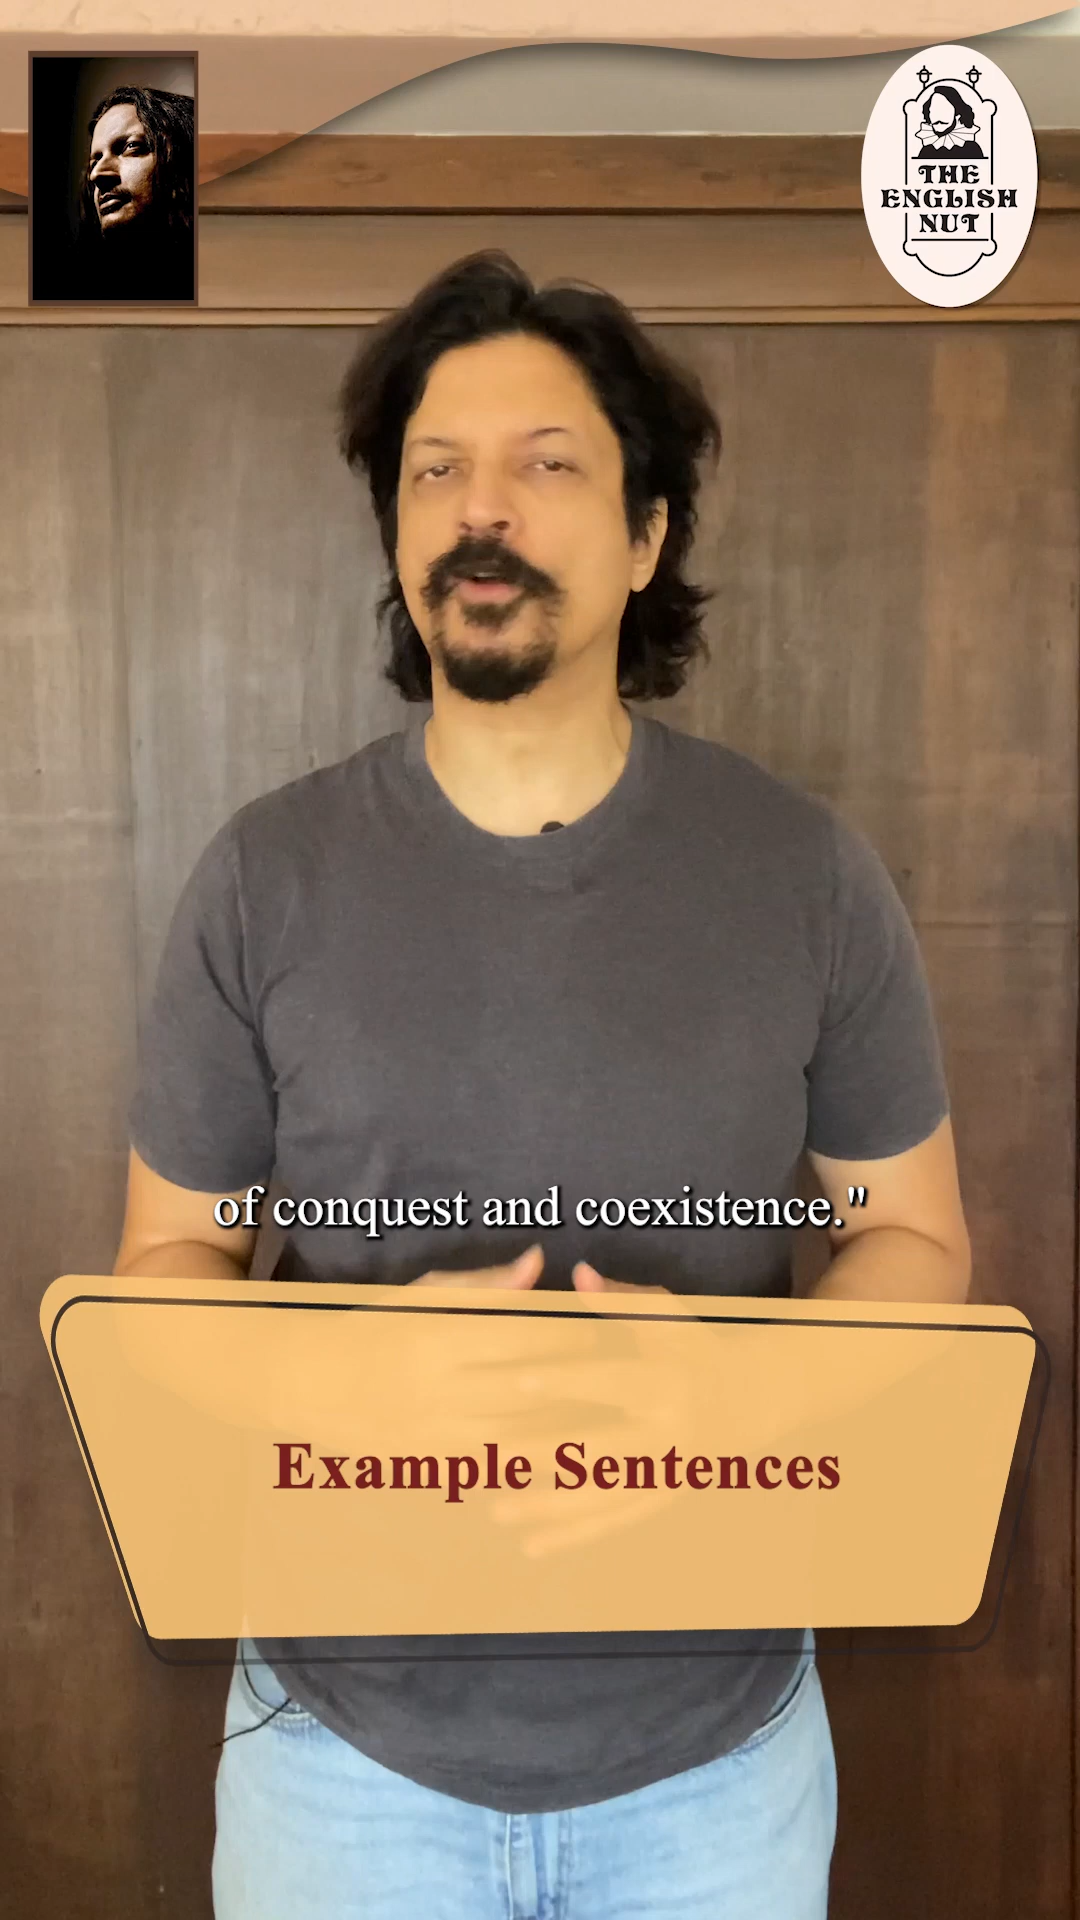 THE
ENGLISH
NUT
of conquest and coexistence."
Example Sentences